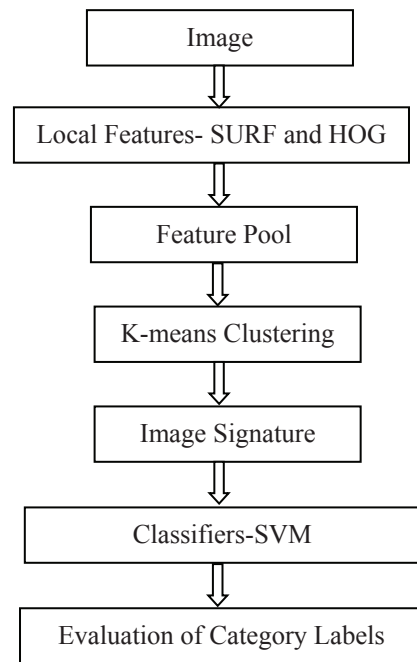 Image
Local Features- SURF and HOG
Feature Pool
K-means Clustering
Image Signature
Classifiers-SVM
Evaluation of Category Labels